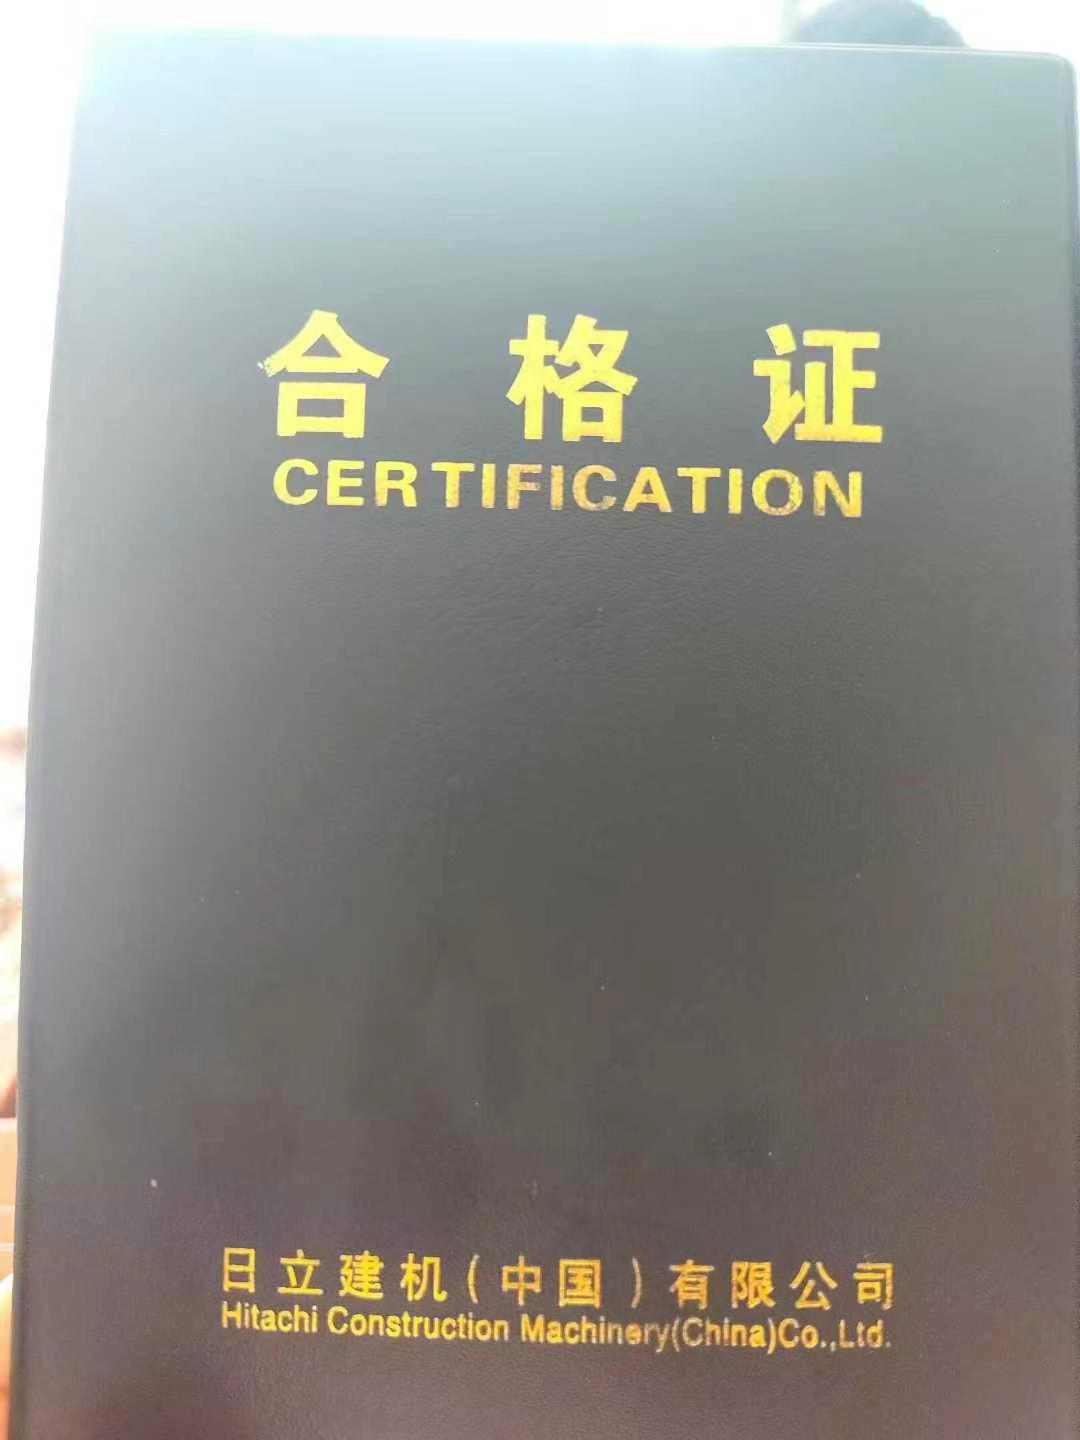 合格证
CERTIFICATION
日立建机(中国)有限公司
Hitachi Construction Machinery(China)Co.,Ltd.